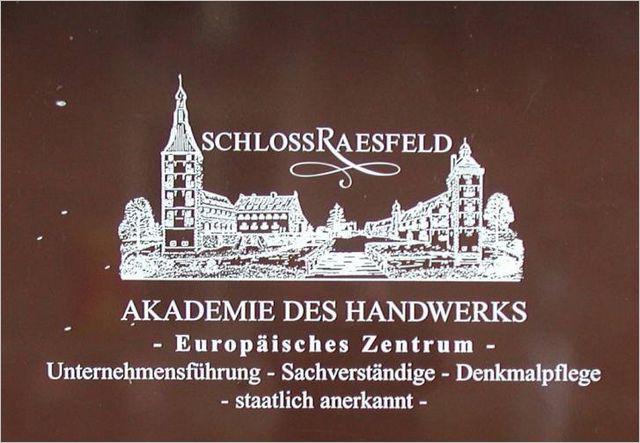 SCHLOSSRAESFELD
AKADEMIE DES HANDWERKS
- Europäisches Zentrum -
Unternehmensführung - Sachverständige - Denkmalpflege
- staatlich anerkannt -